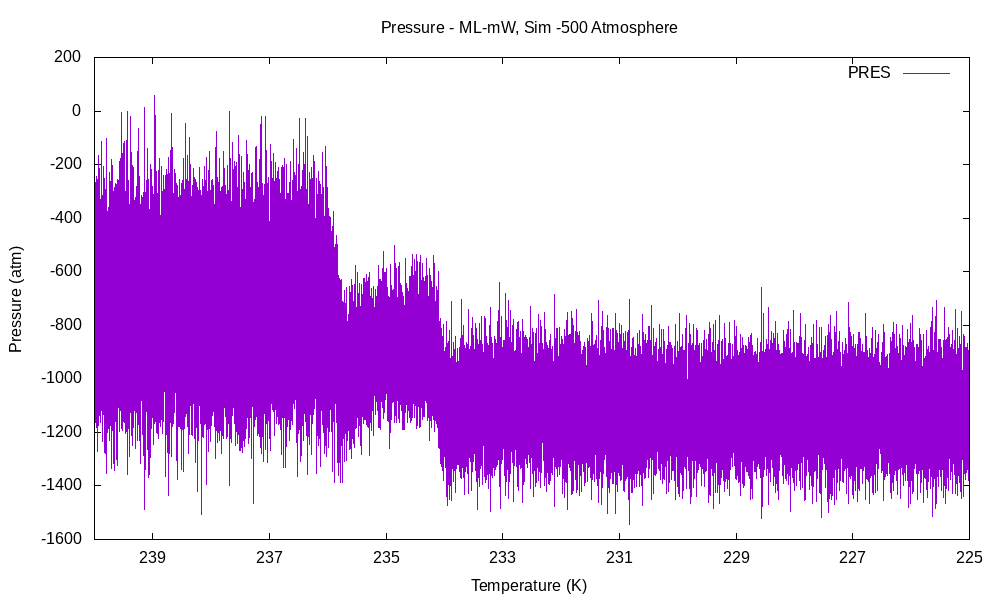 Pressure - ML-mW, Sim -500 Atmosphere
PRES
200
0
-200
-400
-600
-800
-1000
-1200
-1400
-1600
Pressure (atm)
239 237 235 233 231 229 227 225
Temperature (K)